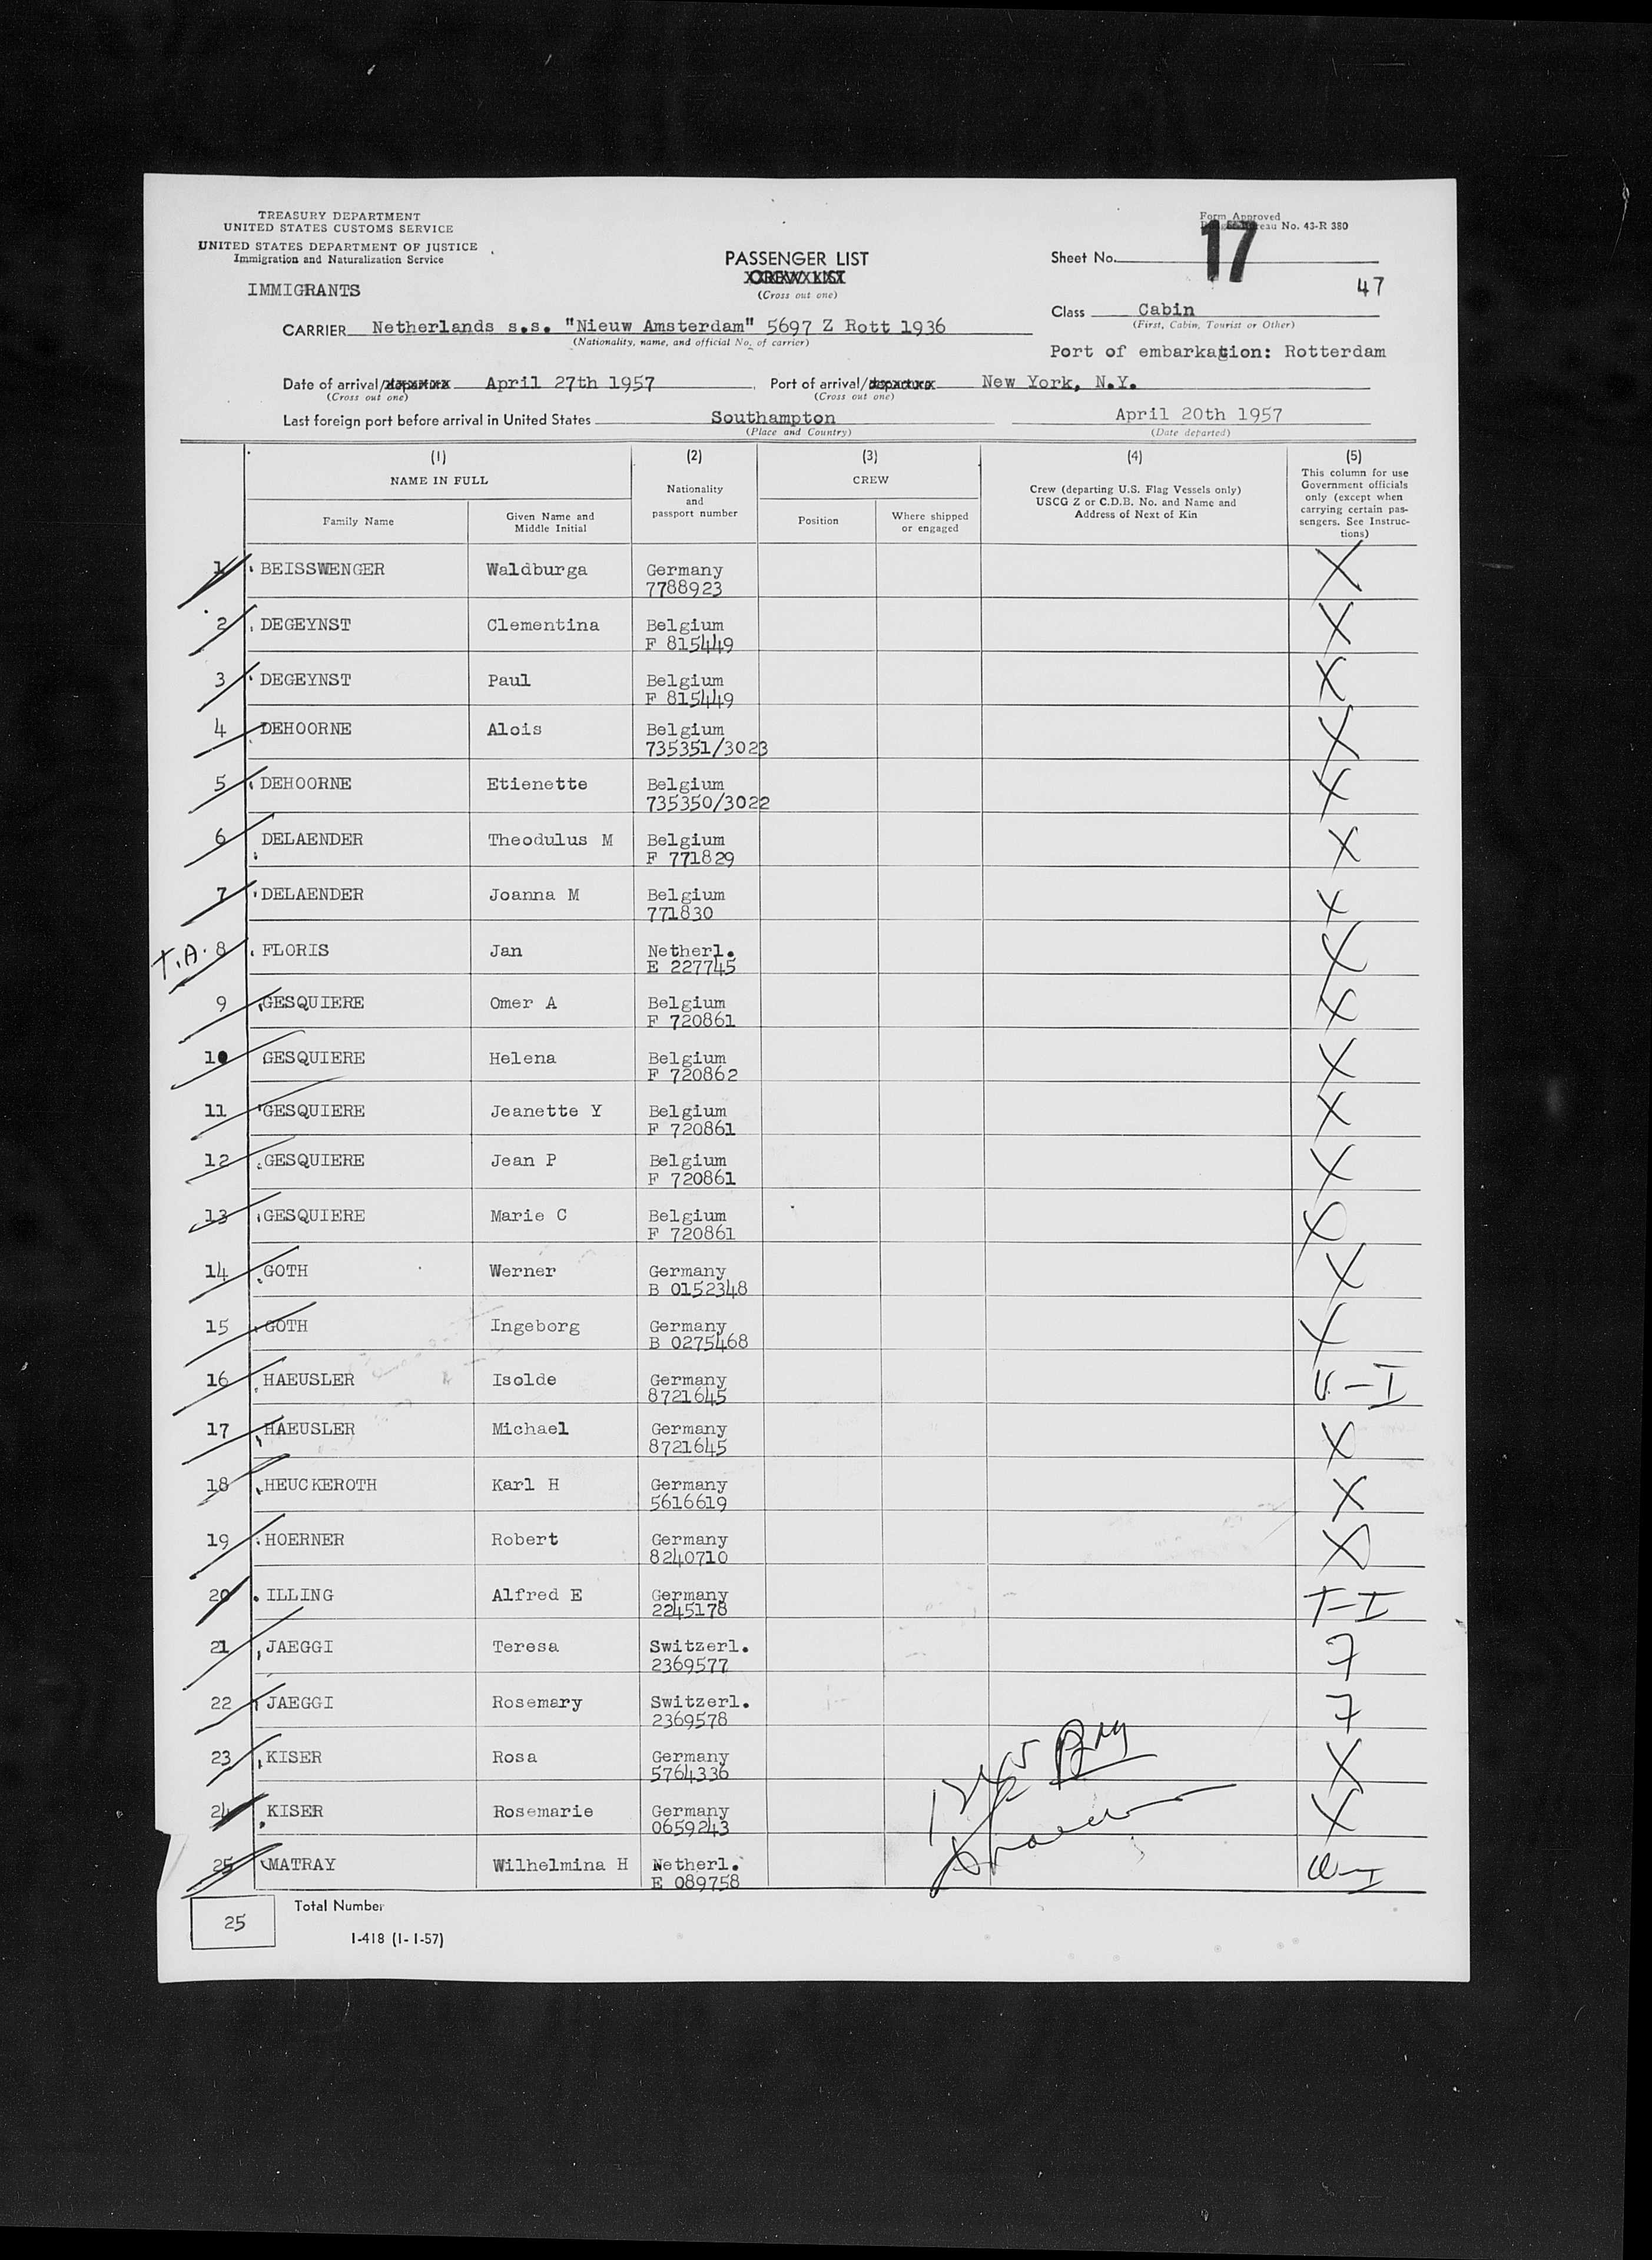 TREASURY DEPARTMENT
UNITED STATES CUSTOMS SERVICE
UNITED STATES DEPARTMENT OF JUSTICE
Immigration and Naturalization Service
IMMIGRANTS
PASSENGER LIST
CREW LIST
(Cross out one)
Form Approved
Budget Bureau No. 43-R 380
Sheet No. 17
47
Class Cabin
(First, Cabin, Tourist or Other)
CARRIER Netherlands s.s. "Nieuw Amsterdam" 5697 Z Rott 1936
(Nationality, name, and official No. of carrier)
Port of embarkation: Rotterdam
Date of arrival/departure April 27th 1957 Port of arrival/departure New York, N.Y.
(Cross out one) (Cross out one)
Last foreign port before arrival in United States Southampton April 20th 1957
(Place and Country) (Date departed)
(1) (2) (3) (4) (5)
NAME IN FULL
Family Name
Given Name and
Middle Initial
Nationality
and
passport number
CREW
Position
Where shipped
or engaged
Crew (departing U.S. Flag Vessels only)
USCG Z or C.D.B. No. and Name and
Address of Next of Kin
This column for use
Government officials
only (except when
carrying certain pas-
sengers. See Instruc-
tions)
1 BEISSWENGER Waldburga Germany X
7788923
2 DEGEYNST Clementina Belgium X
F 815449
3 DEGEYNST Paul Belgium X
F 815449
4 DEHOORNE Alois Belgium X
735351/3023
5 DEHOORNE Etienette Belgium X
735350/3022
6 DELAENDER Theodulus M Belgium X
F 771829
7 DELAENDER Joanna M Belgium X
771830
T.A. 8 FLORIS Jan Netherl. X
E 227745
9 GESQUIERE Omer A Belgium X
F 720861
10 GESQUIERE Helena Belgium X
F 720862
11 GESQUIERE Jeanette Y Belgium X
F 720861
12 GESQUIERE Jean P Belgium X
F 720861
13 GESQUIERE Marie C Belgium X
F 720861
14 GOTH Werner Germany X
B 0152348
15 GOTH Ingeborg Germany X
B 0275468
16 HAEUSLER Isolde Germany
8721645
17 HAEUSLER Michael Germany X
8721645
18 HEUCKEROTH Karl H Germany X
5616619
19 HOERNER Robert Germany X
8240710
20 ILLING Alfred E Germany T-I
2245178
21 JAEGGI Teresa Switzerl. 7
2369577
22 JAEGGI Rosemary Switzerl. 7
2369578
23 KISER Rosa Germany X
5764336
24 KISER Rosemarie Germany X
0659243
25 MATRAY Wilhelmina H Netherl.
E 089758
25 Total Number
I-418 (1-1-57)